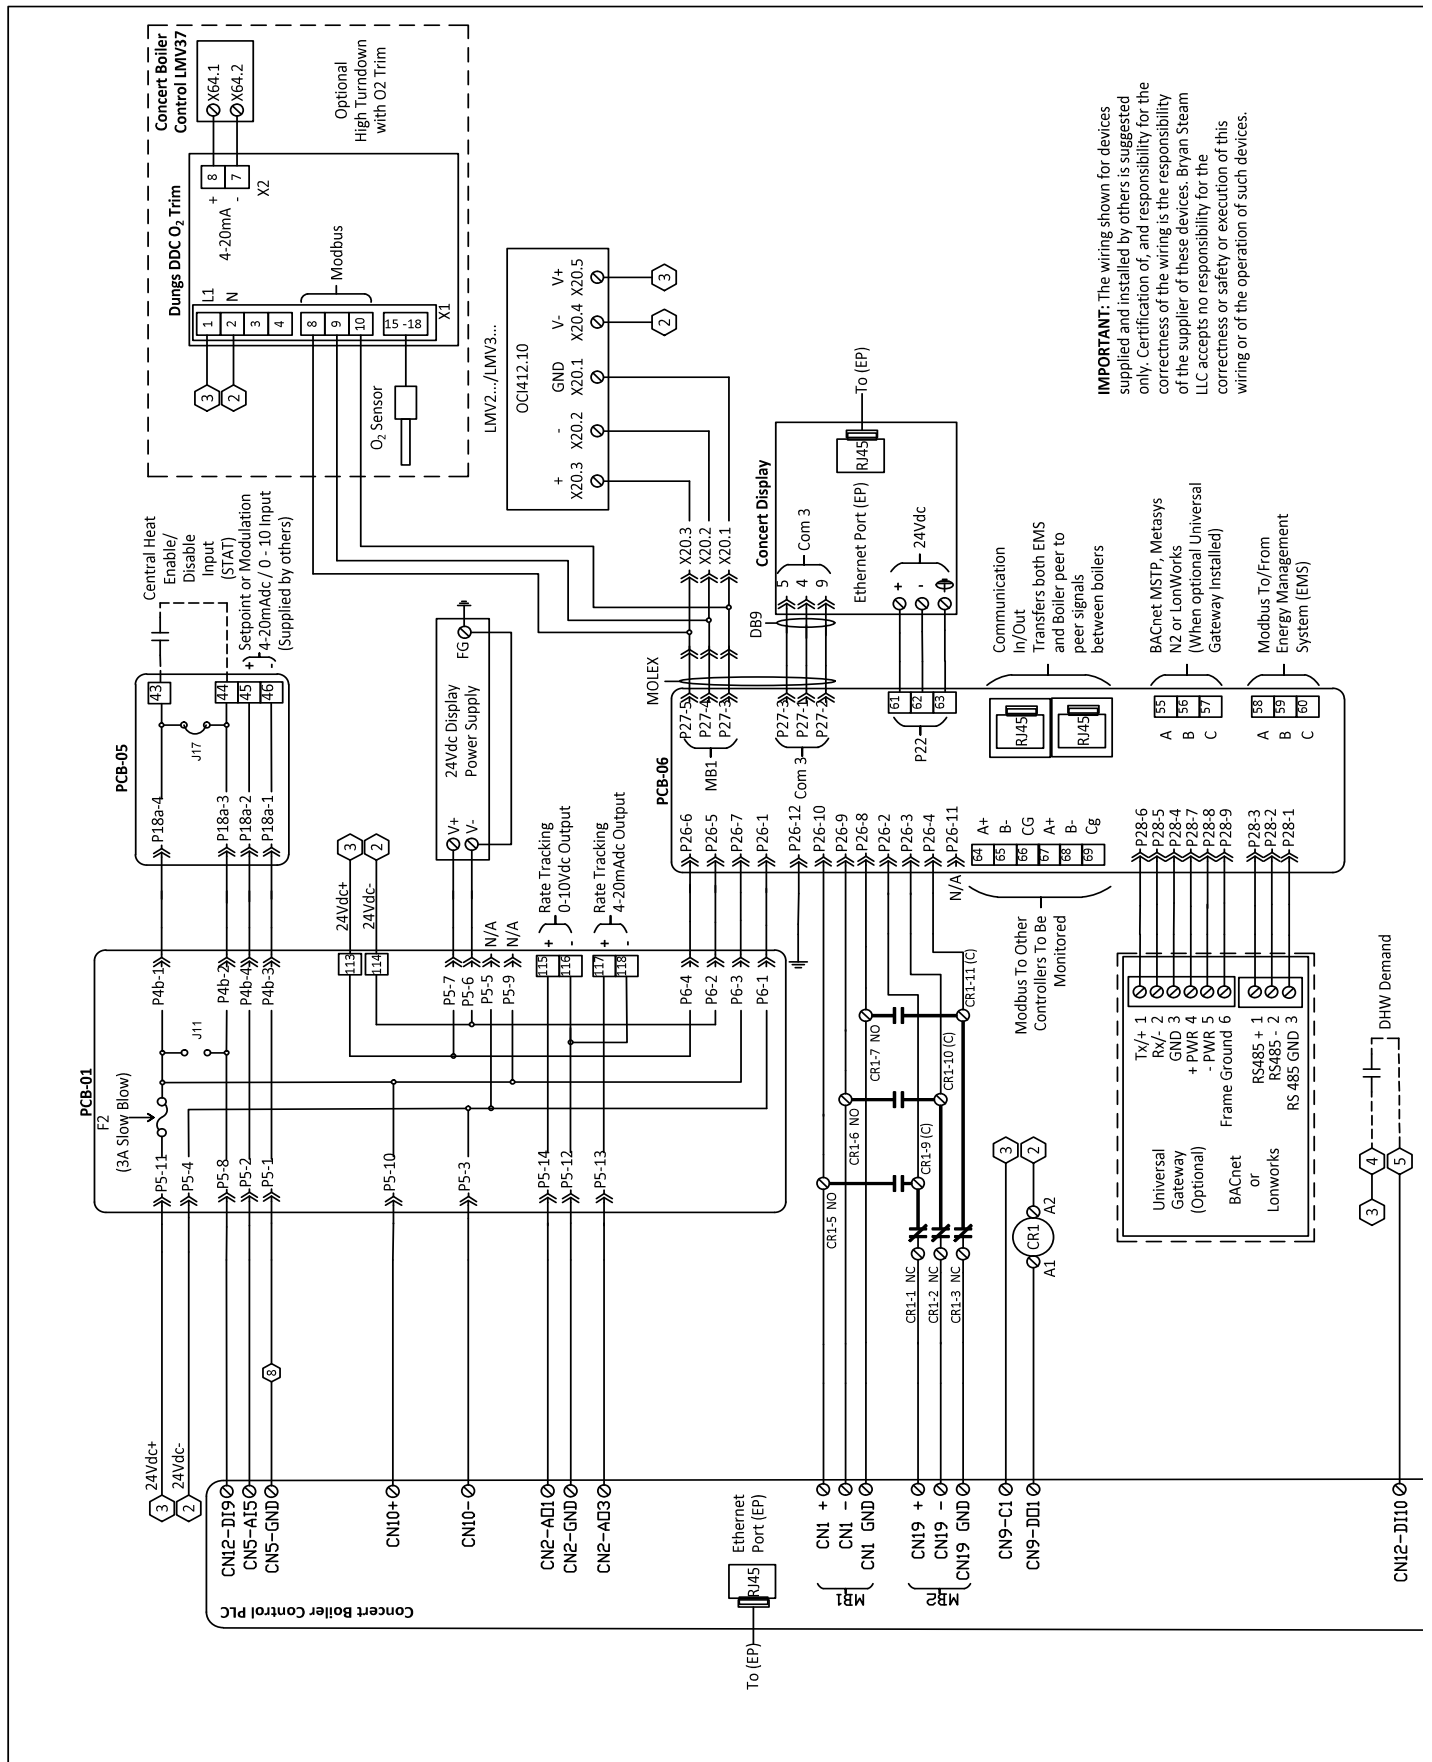 Concert Boiler
Control LMV37
X64.1
X64.2
Optional
High Turndown
with O2 Trim
Dungs DDC O₂ Trim
8
7
+
-
X2
4-20mA
L1
N
1
2
3
4
8
9
10
15 -18
X1
Modbus
3
2
O₂ Sensor
LMV2.../LMV3...
OCI412.10
+
-
GND
V-
V+
X20.3
X20.2
X20.1
X20.4
X20.5
2
3
Central Heat
Enable/
Disable
Input
(STAT)
Setpoint or Modulation
4-20mAdc / 0 - 10 Input
(Supplied by others)
+
-
PCB-05
43
44
45
46
J17
P18a-4
P18a-3
P18a-2
P18a-1
24Vdc Display
Power Supply
FG
V+
V-
X20.3
X20.2
X20.1
MOLEX
DB9
Concert Display
5
4
9
Com 3
RJ45
To (EP)
Ethernet Port (EP)
+
-
24Vdc
IMPORTANT: The wiring shown for devices
supplied and installed by others is suggested
only. Certification of, and responsibility for the
correctness of the wiring is the responsibility
of the supplier of these devices. Bryan Steam
LLC accepts no responsibility for the
correctness or safety or execution of this
wiring or of the operation of such devices.
PCB-06
P27-5
P27-4
P27-3
MB1
P27-3
P27-1
P27-2
Com 3
61
62
63
P22
RJ45
RJ45
Communication
In/Out
Transfers both EMS
and Boiler peer to
peer signals
between boilers
55
56
57
A
B
C
BACnet MSTP, Metasys
N2 or LonWorks
(When optional Universal
Gateway Installed)
58
59
60
A
B
C
Modbus To/From
Energy Management
System (EMS)
P26-6
P26-5
P26-7
P26-1
P26-12
P26-10
P26-9
P26-8
P26-2
P26-3
P26-4
P26-11
N/A
64
65
66
67
68
69
A+
B-
CG
A+
B-
Cg
Modbus To Other
Controllers To Be
Monitored
P28-6
P28-5
P28-4
P28-7
P28-8
P28-9
P28-3
P28-2
P28-1
PCB-01
F2
(3A Slow Blow)
J11
P4b-1
P4b-2
P4b-4
P4b-3
24Vdc+
24Vdc-
3
2
113
114
P5-7
P5-6
P5-5
P5-9
N/A
N/A
115
116
117
118
+
-
+
-
Rate Tracking
0-10Vdc Output
Rate Tracking
4-20mAdc Output
P6-4
P6-2
P6-3
P6-1
P5-11
P5-4
P5-8
P5-2
P5-1
P5-10
P5-3
P5-14
P5-12
P5-13
CR1-7 NO
CR1-6 NO
CR1-5 NO
CR1-11 (C)
CR1-10 (C)
CR1-9 (C)
CR1-1 NC
CR1-2 NC
CR1-3 NC
3
2
CR1
A2
A1
Tx/+ 1
Rx/- 2
GND 3
+ PWR 4
- PWR 5
Frame Ground 6
RS485 + 1
RS485 - 2
RS 485 GND 3
Universal
Gateway
(Optional)
BACnet
or
Lonworks
DHW Demand
4
5
3
8
24Vdc+
24Vdc-
3
2
CN12-DI9
CN5-AI5
CN5-GND
CN10+
CN10-
CN2-AO1
CN2-GND
CN2-AO3
Ethernet
Port (EP)
RJ45
To (EP)
CN1 +
CN1 -
CN1 GND
MB1
CN19 +
CN19 -
CN19 GND
MB2
CN9-C1
CN9-DO1
CN12-DI10
Concert Boiler Control PLC